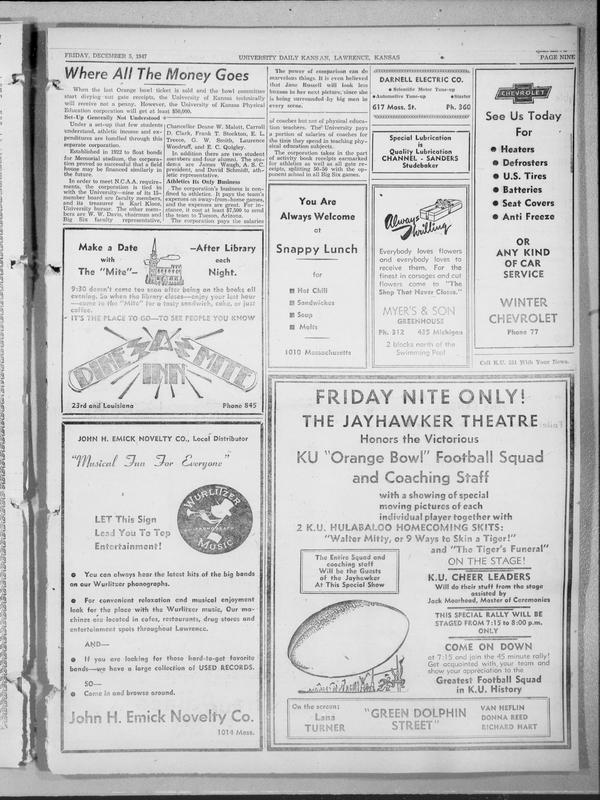 FRIDAY, DECEMBER 5, 1947
UNIVERSITY DAILY KANSAN, LAWRENCE, KANSAS
PAGE NINE
Where All The Money Goes
When the last Orange bowl ticket is sold and the bowl committee
start divying out gate receipts, the University of Kansas technically
will receive not a penny. However, the University of Kansas Physical
Education corporation will get at least $50,000.
Set-Up Generally Not Understood
Under a set-up that few students
understand, athletic income and ex-
penditures are handled through this
separate corporation.
Established in 1922 to float bonds
for Memorial stadium, the corpora-
tion proved so successful that a field
house may be financed similarly in
the future.
In order to meet N.C.A.A. require-
ments, the corporation is tied in
with the University—nine of its 15-
member board are faculty members,
and its treasurer is Karl Klooz,
University bursar. The other mem-
bers are W. W. Davis, chairman and
Big Six faculty representative,
Chancellor Deane W. Malott, Carroll
D. Clark, Frank T. Stockton, E. L.
Treece, G. W. Smith, Laurence
Woodruff, and E. C. Quigley.
In addition there are two student
members and four alumni. The stu-
dents are James Waugh, A. S. C.
president, and David Schmidt, ath-
letic representative.
Athletics Its Only Business
The corporation's business is con-
fined to athletics. It pays the team's
expenses on away-from-home games,
and the expenses are great. For in-
stance, it cost at least $7,500 to send
the team to Tucson, Arizona.
The corporation pays the salaries
of coaches but not of physical educa-
tion teachers. The University pays
a portion of salaries of coaches for
the time they spend in teaching phy-
sical education subjects.
The corporation takes in the part
of activity book receipts earmarked
for athletics as well as all gate re-
ceipts, splitting 50-50 with the op-
ponent school in all Big Six games.
The power of comparison can do
marvelous things. It is even believed
that Jane Russell will look less
human in her next picture, since she
is being surrounded by big men in
every scene.
DARNELL ELECTRIC CO.
Scientific Motor Tune-up
Automotive Tune-up
Starter
617 Mass. St. Ph. 360
Special Lubrication
is
Quality Lubrication
CHANNEL - SANDERS
Studebaker
CHEVROLET
See Us Today
For
Heaters
Defrosters
U.S. Tires
Batteries
Seat Covers
Anti Freeze
OR
ANY KIND
OF CAR
SERVICE
WINTER
CHEVROLET
Phone 77
Call K.U. 251 With Your News.
You Are
Always Welcome
at
Snappy Lunch
for
Hot Chili
Sandwiches
Soup
Malts
1010 Massachusetts
Always
Thrilling
Everybody loves flowers
and everybody loves to
receive them. For the
finest in corsages and cut
flowers come to "The
Shop That Never Closes."
MYER'S & SON
GREENHOUSE
Ph. 312 435 Michigan
2 blocks north of the
Swimming Pool
Make a Date
with
The "Mite"–
–After Library
each
Night.
9:30 doesn't come too soon after being on the books all
evening. So when the library closes—enjoy your last hour
—come to the "Mite" for a tasty sandwich, coke, or just
coffee.
IT'S THE PLACE TO GO—TO SEE PEOPLE YOU KNOW
DINE-A-MITE
INN
23rd and Louisiana Phone 845
JOHN H. EMICK NOVELTY CO., Local Distributor
"Musical Fun For Everyone"
LET This Sign
Lead You To Top
Entertainment!
WURLITZER
PHONOGRAPH
MUSIC
You can always hear the latest hits of the big bands
on our Wurlitzer phonographs.
For convenient relaxation and musical enjoyment
look for the place with the Wurlitzer music. Our ma-
chines are located in cafes, restaurants, drug stores and
entertainment spots throughout Lawrence.
AND—
If you are looking for those hard-to-get favorite
bands—we have a large collection of USED RECORDS.
SO—
Come in and browse around.
John H. Emick Novelty Co.
1014 Mass.
FRIDAY NITE ONLY!
THE JAYHAWKER THEATRE
Honors the Victorious
KU "Orange Bowl" Football Squad
and Coaching Staff
with a showing of special
moving pictures of each
individual player together with
2 K.U. HULABALOO HOMECOMING SKITS:
"Walter Mitty, or 9 Ways to Skin a Tiger!"
and "The Tiger's Funeral"
ON THE STAGE!
The Entire Squad and
coaching staff
Will be the Guests
of the Jayhawker
At This Special Show
K.U. CHEER LEADERS
Will do their stuff from the stage
assisted by
Jack Moorhead, Master of Ceremonies
THIS SPECIAL RALLY WILL BE
STAGED FROM 7:15 to 8:00 p.m.
ONLY
COME ON DOWN
at 7:15 and join the 45 minute rally!
Get acquainted with your team and
show your appreciation to the
Greatest Football Squad
in K.U. History
On the screen:
Lana
TURNER
"GREEN DOLPHIN
STREET"
VAN HEFLIN
DONNA REED
RICHARD HART